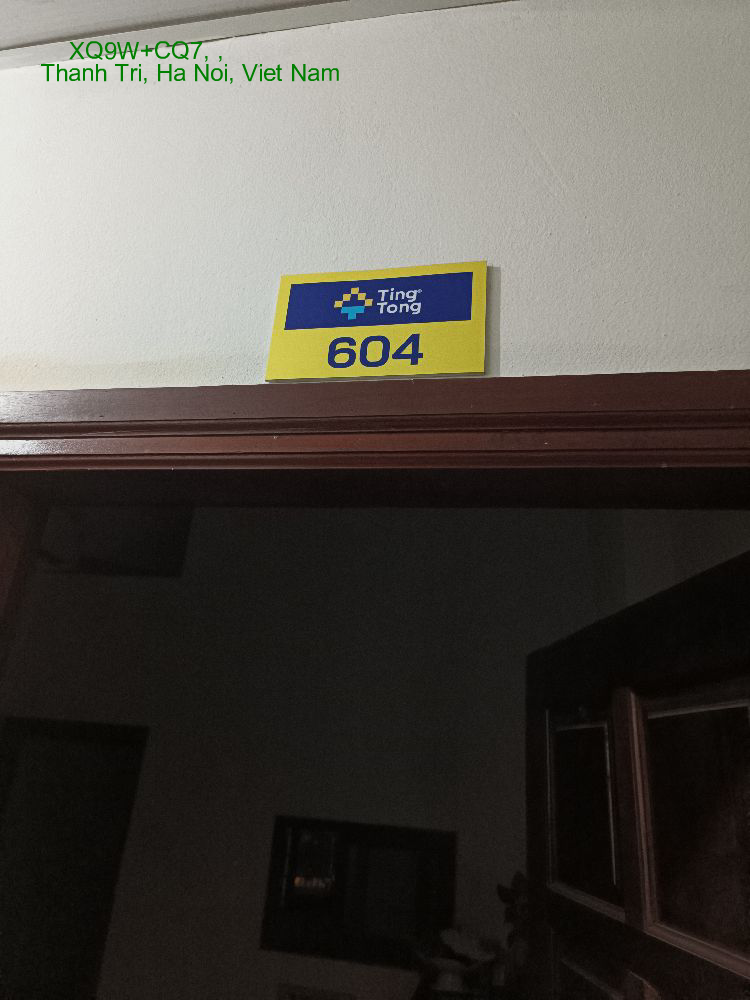 XQ9W+CQ7, ,
Thanh Tri, Ha Noi, Viet Nam
Ting®
Tong
604